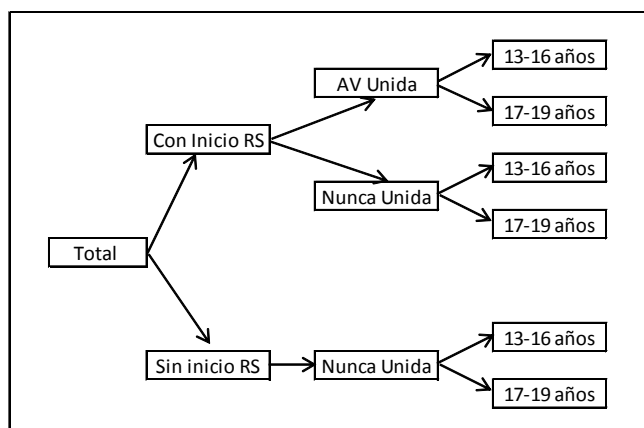 13-16 años
AV Unida
17-19 años
Con Inicio RS
13-16 años
Nunca Unida
17-19 años
Total
13-16 años
Sin inicio RS
Nunca Unida
17-19 años